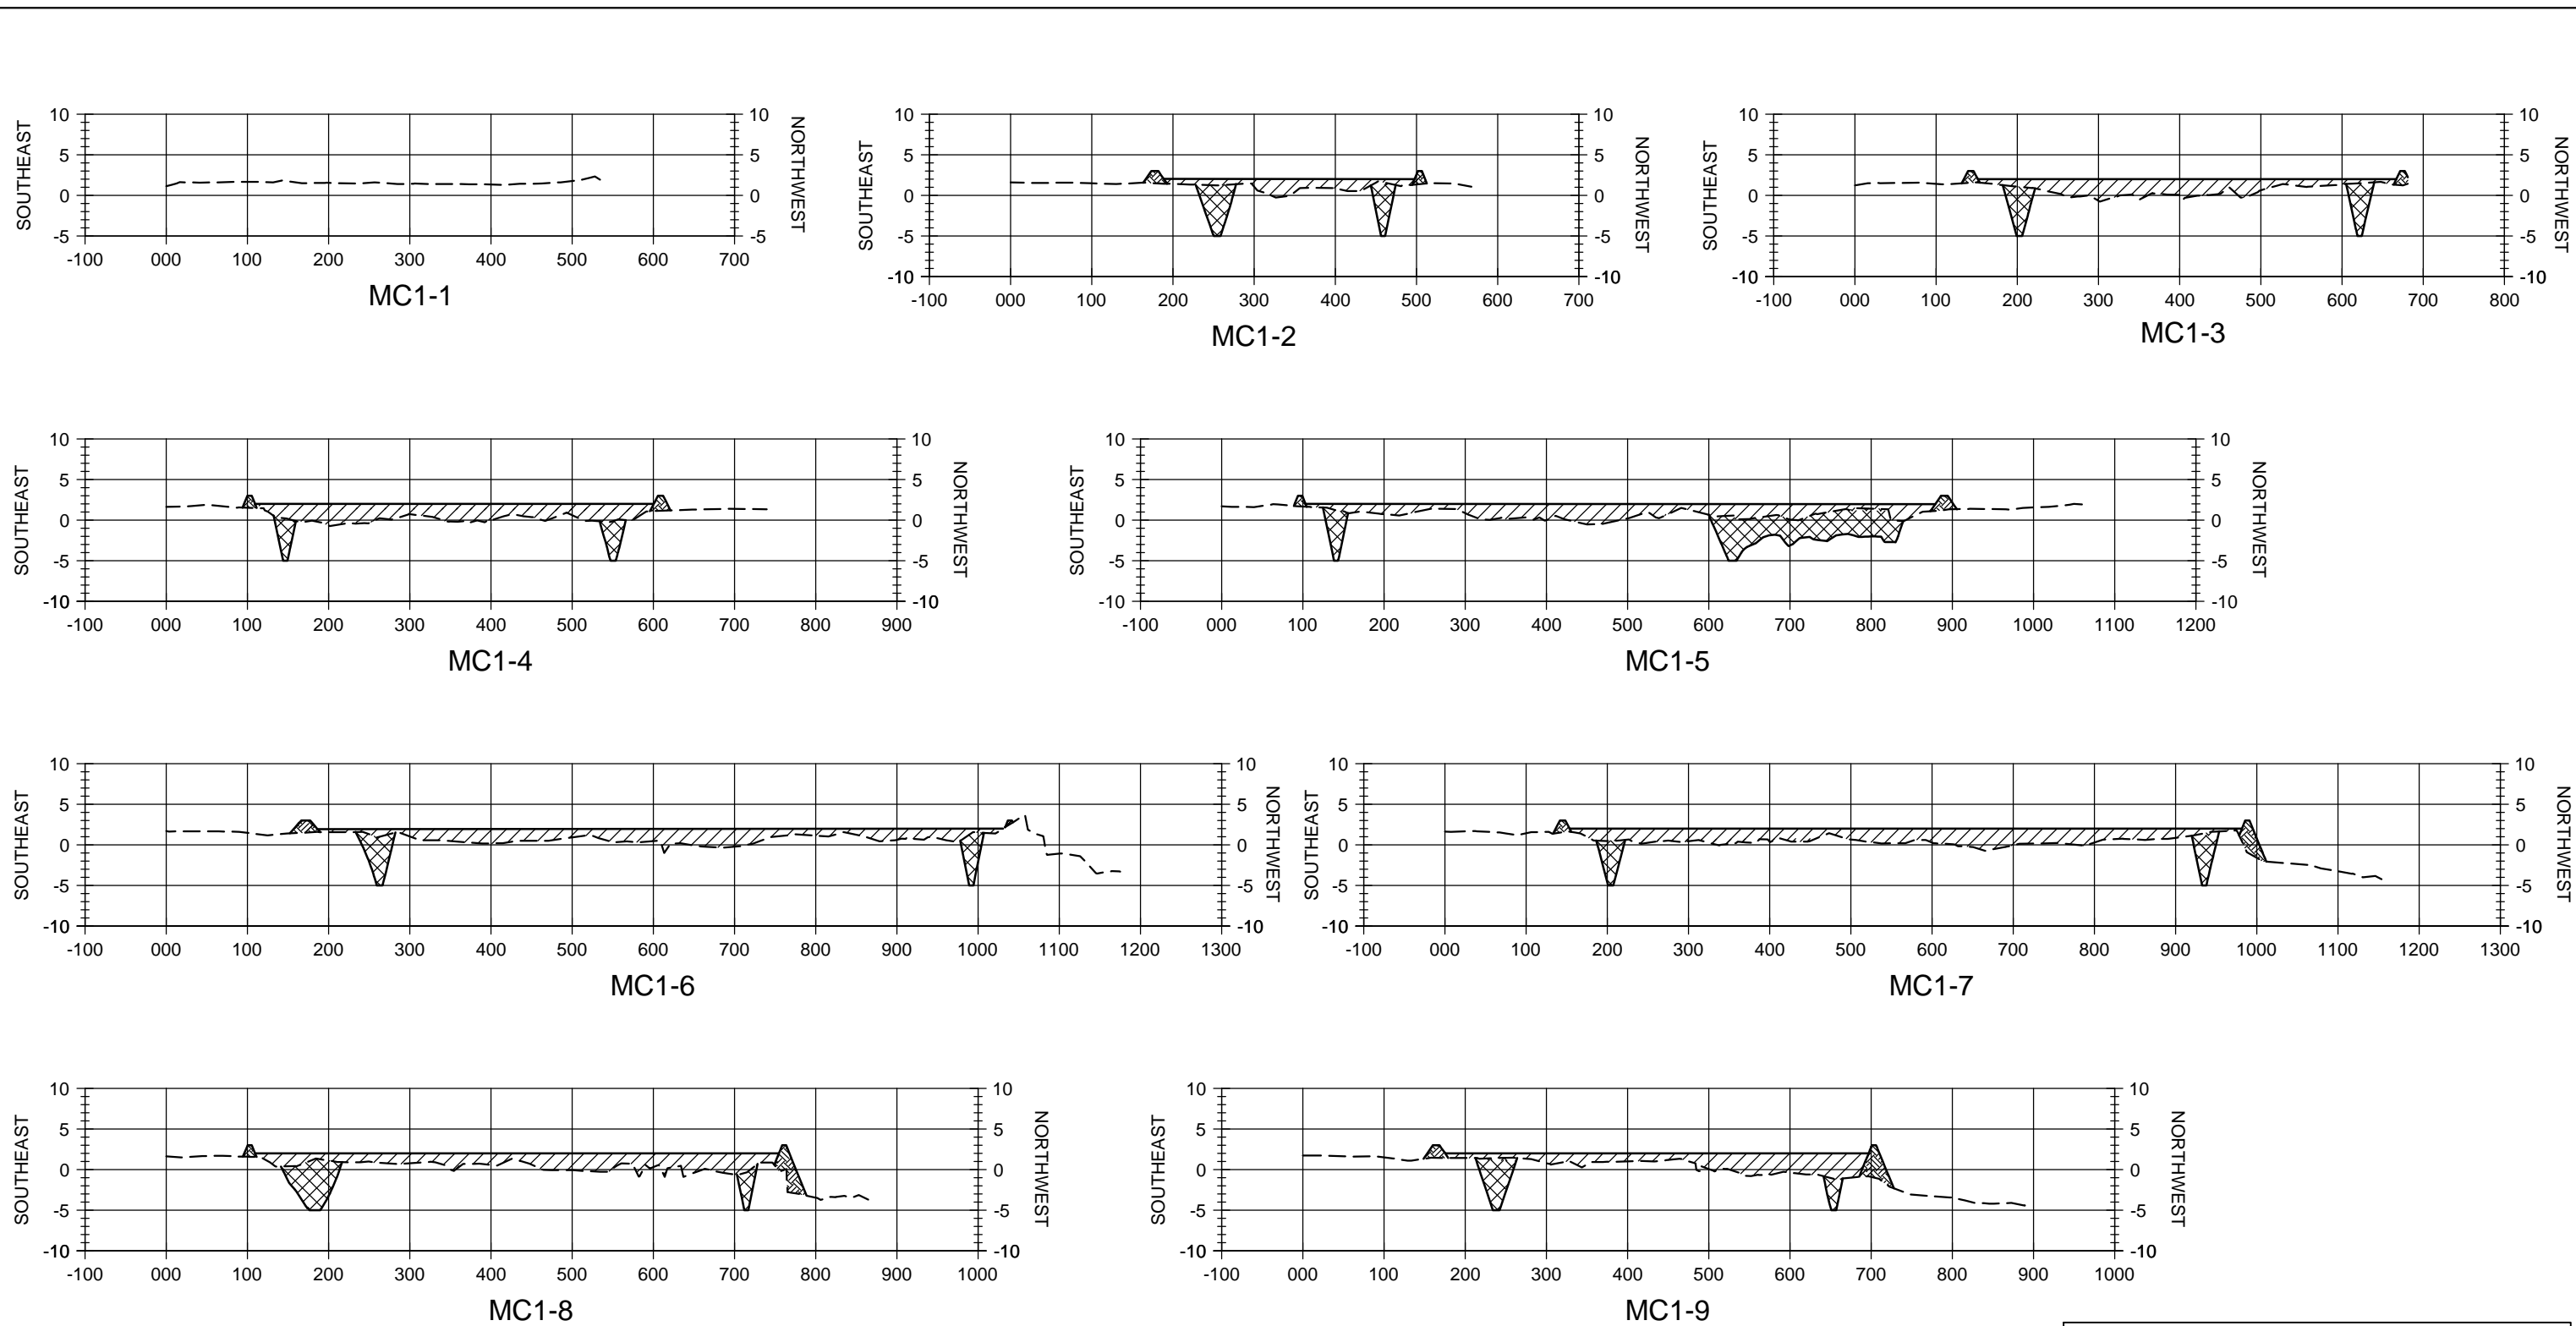 SOUTHEAST
10 5 0 -5
10 5 0 -5
NORTHWEST
-100 000 100 200 300 400 500 600 700
MC1-1
SOUTHEAST
10 5 0 -5 -10
10 5 0 -5 -10
NORTHWEST
-100 000 100 200 300 400 500 600 700
MC1-2
SOUTHEAST
10 5 0 -5 -10
10 5 0 -5 -10
NORTHWEST
-100 000 100 200 300 400 500 600 700 800
MC1-3
SOUTHEAST
10 5 0 -5 -10
10 5 0 -5 -10
NORTHWEST
-100 000 100 200 300 400 500 600 700 800 900
MC1-4
SOUTHEAST
10 5 0 -5 -10
10 5 0 -5 -10
NORTHWEST
-100 000 100 200 300 400 500 600 700 800 900 1000 1100 1200
MC1-5
SOUTHEAST
10 5 0 -5 -10
10 5 0 -5 -10
NORTHWEST
-100 000 100 200 300 400 500 600 700 800 900 1000 1100 1200 1300
MC1-6
SOUTHEAST
10 5 0 -5 -10
10 5 0 -5 -10
NORTHWEST
-100 000 100 200 300 400 500 600 700 800 900 1000 1100 1200 1300
MC1-7
SOUTHEAST
10 5 0 -5 -10
10 5 0 -5 -10
NORTHWEST
-100 000 100 200 300 400 500 600 700 800 900 1000
MC1-8
SOUTHEAST
10 5 0 -5 -10
10 5 0 -5 -10
NORTHWEST
-100 000 100 200 300 400 500 600 700 800 900 1000
MC1-9